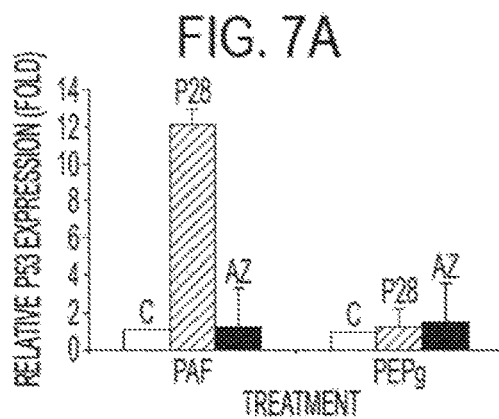 FIG. 7A
RELATIVE P53 EXPRESSION (FOLD)
14
12
10
8
6
4
2
0
C
P28
AZ
C
P28
AZ
PAF
PEPg
TREATMENT